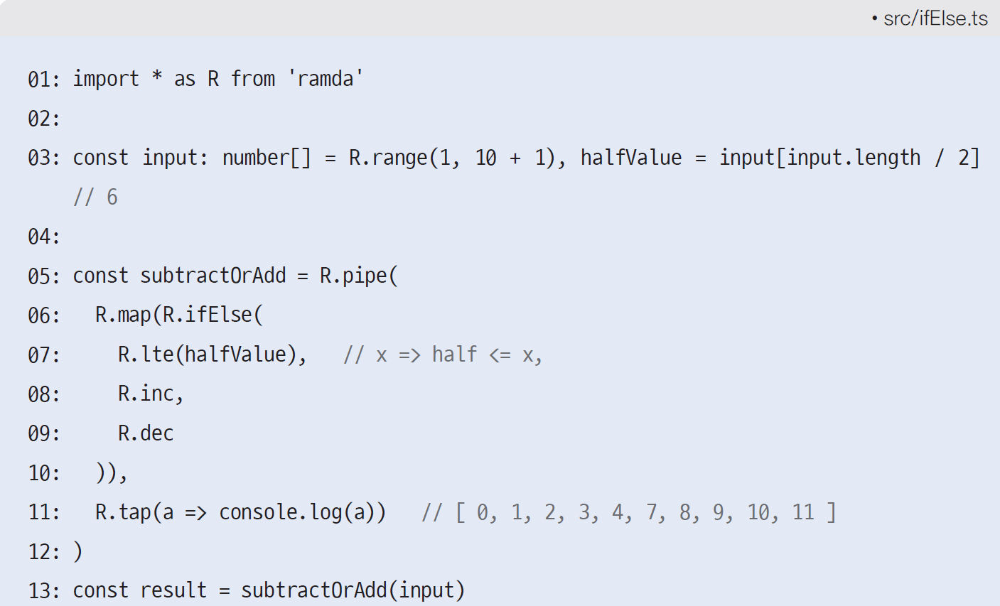 • src/ifElse.ts
01: import * as R from 'ramda'
02:
03: const input: number[] = R.range(1, 10 + 1), halfValue = input[input.length / 2]
// 6
04:
05: const subtractOrAdd = R.pipe(
06:   R.map(R.ifElse(
07:     R.lte(halfValue),   // x => half <= x,
08:     R.inc,
09:     R.dec
10:   )),
11:   R.tap(a => console.log(a))   // [ 0, 1, 2, 3, 4, 7, 8, 9, 10, 11 ]
12: )
13: const result = subtractOrAdd(input)